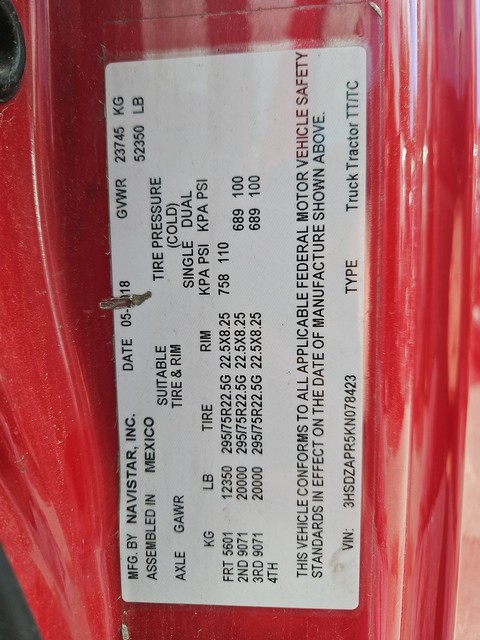 MFG. BY NAVISTAR, INC. DATE 05- 18 GVWR 23745 KG
ASSEMBLED IN MEXICO 52350 LB
SUITABLE TIRE PRESSURE
AXLE GAWR TIRE & RIM (COLD)
SINGLE DUAL
KG LB TIRE RIM KPA PSI KPA PSI
FRT 5601 12350 295/75R22.5G 22.5X8.25 758 110
2ND 9071 20000 295/75R22.5G 22.5X8.25 689 100
3RD 9071 20000 295/75R22.5G 22.5X8.25 689 100
4TH
THIS VEHICLE CONFORMS TO ALL APPLICABLE FEDERAL MOTOR VEHICLE SAFETY
STANDARDS IN EFFECT ON THE DATE OF MANUFACTURE SHOWN ABOVE.
VIN: 3HSDZAPR5KN078423 TYPE Truck Tractor TT/TC